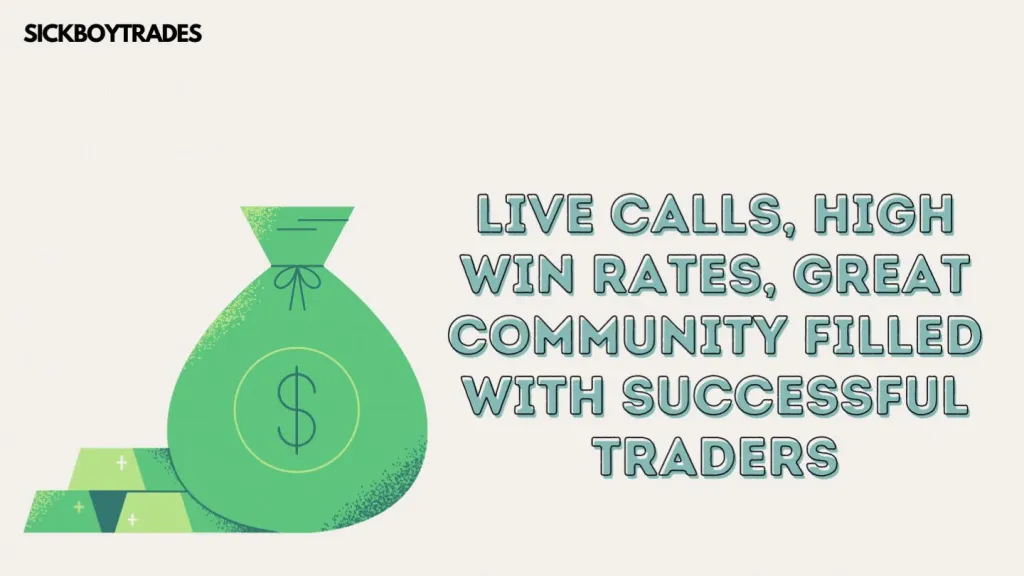 SICKBOYTRADES
LIVE CALLS, HIGH
WIN RATES, GREAT
COMMUNITY FILLED
WITH SUCCESSFUL
TRADERS
$